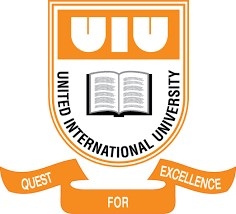 UIU
UNITED INTERNATIONAL UNIVERSITY
QUEST
FOR
EXCELLENCE